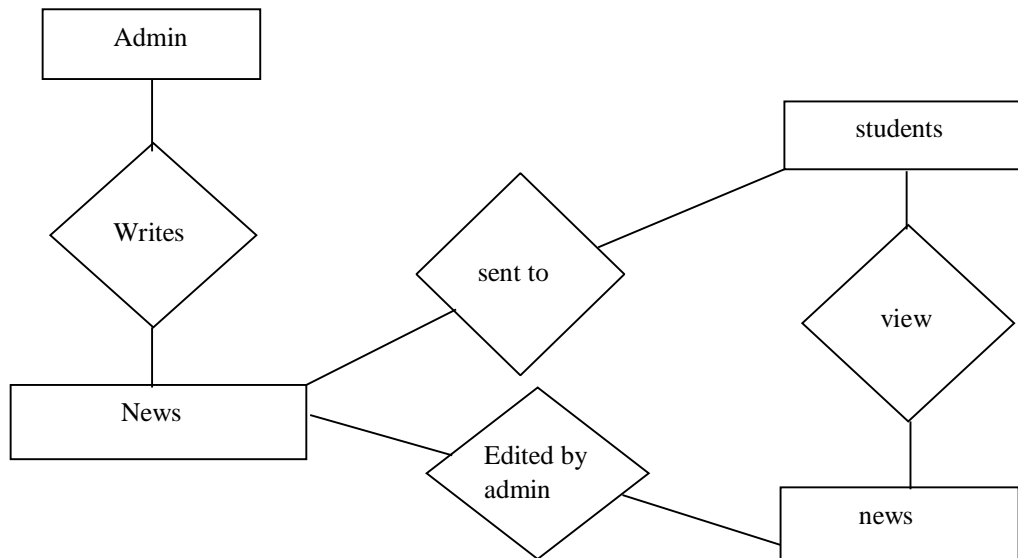 Admin
students
Writes
sent to
view
News
Edited by
admin
news